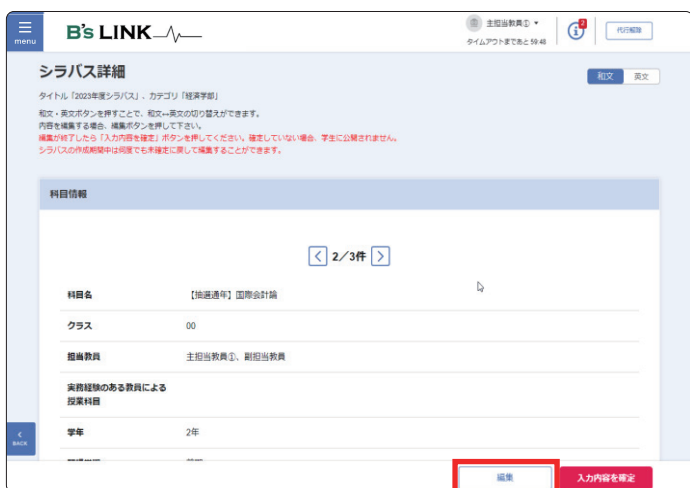 menu
B's LINK
主担当教員① ▼
タイムアウトまであと 59:48
2
代行解除
シラバス詳細
和文 英文
タイトル「2023年度シラバス」、カテゴリ「経済学部」
和文・英文ボタンを押すことで、和文↔英文の切り替えができます。
内容を編集する場合、編集ボタンを押して下さい。
編集が終了したら「入力内容を確定」ボタンを押してください。確定していない場合、学生に公開されません。
シラバスの作成期間中は何度でも未確定に戻して編集することができます。
科目情報
< 2／3件 >
科目名 【抽選通年】国際会計論
クラス 00
担当教員 主担当教員①、副担当教員
実務経験のある教員による
授業科目
学年 2年
BACK
編集 入力内容を確定